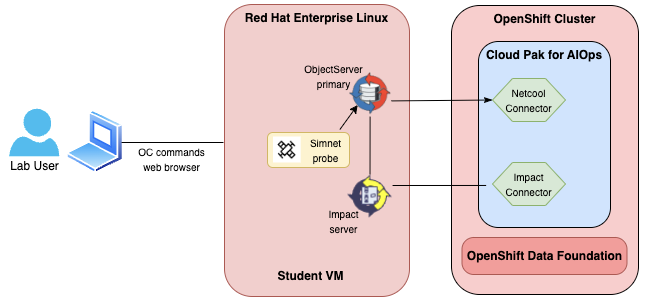 Red Hat Enterprise Linux
OpenShift Cluster
Cloud Pak for AIOps
ObjectServer
primary
Netcool
Connector
Simnet
probe
Lab User
OC commands
web browser
Impact
Connector
Impact
server
OpenShift Data Foundation
Student VM